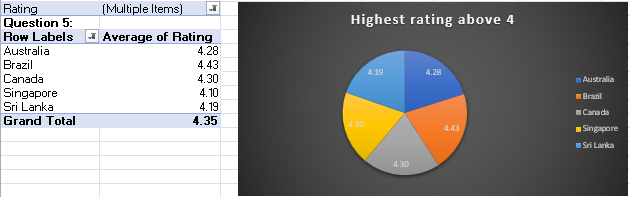 Rating (Multiple Items)
Question 5:
Row Labels Average of Rating
Australia 4.28
Brazil 4.43
Canada 4.30
Singapore 4.10
Sri Lanka 4.19
Grand Total 4.35
Highest rating above 4
4.19 4.28
4.10 4.43
4.30
Australia
Brazil
Canada
Singapore
Sri Lanka